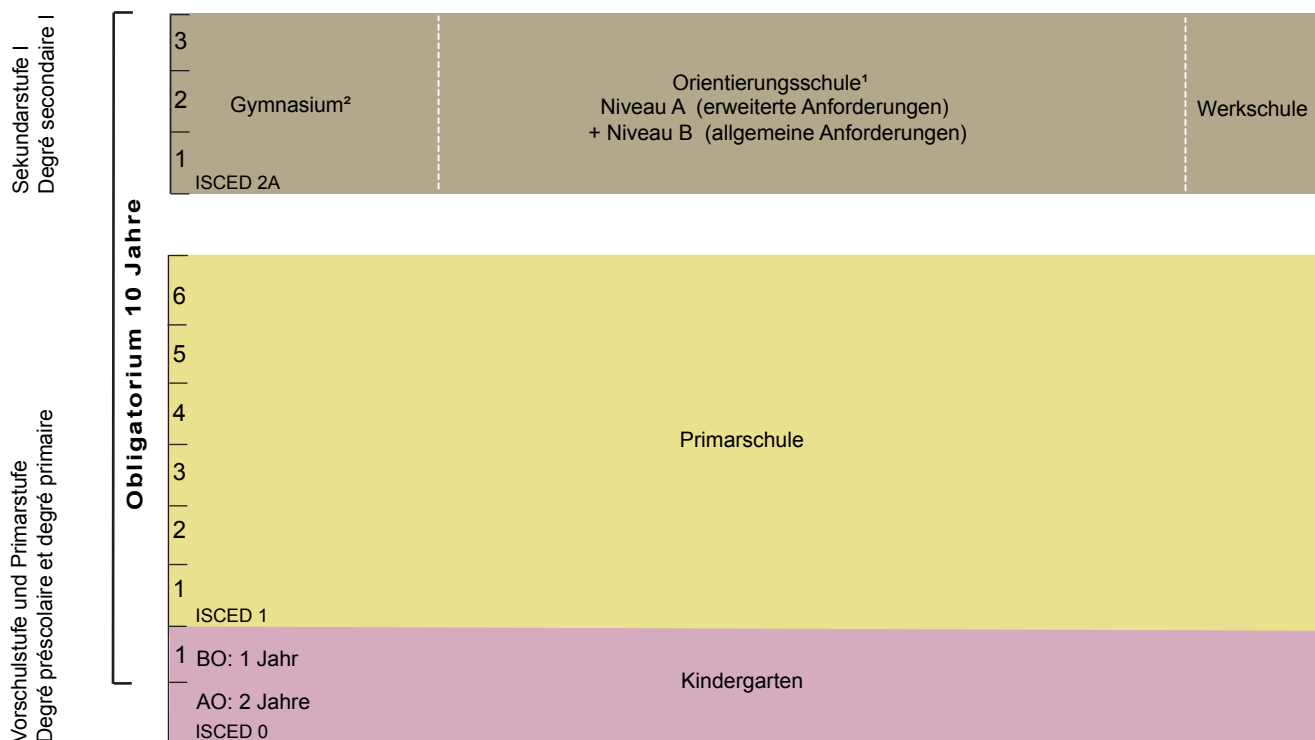 Sekundarstufe I
Degré secondaire I
Obligatorium 10 Jahre
Vorschulstufe und Primarstufe
Degré préscolaire et degré primaire
3
2
1
ISCED 2A
Gymnasium²
Orientierungsschule¹
Niveau A (erweiterte Anforderungen)
+ Niveau B (allgemeine Anforderungen)
Werkschule
6
5
4
3
2
1
ISCED 1
Primarschule
1 BO: 1 Jahr
AO: 2 Jahre
ISCED 0
Kindergarten